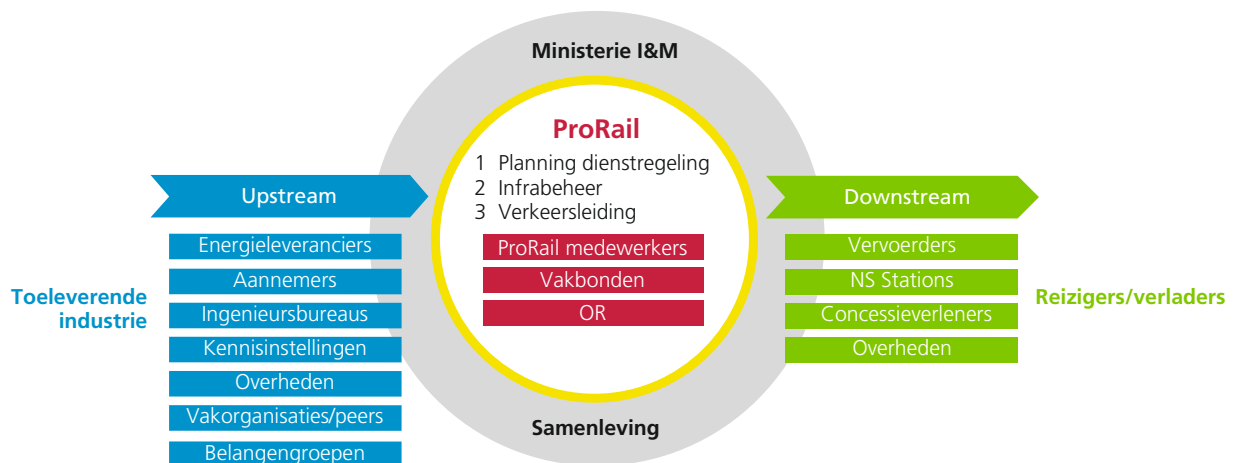 Ministerie I&M
ProRail
1 Planning dienstregeling
2 Infrabeheer
3 Verkeersleiding
ProRail medewerkers
Vakbonden
OR
Samenleving
Toeleverende
industrie
Upstream
Energieleveranciers
Aannemers
Ingenieursbureaus
Kennisinstellingen
Overheden
Vakorganisaties/peers
Belangengroepen
Downstream
Vervoerders
NS Stations
Concessieverleners
Overheden
Reizigers/verladers